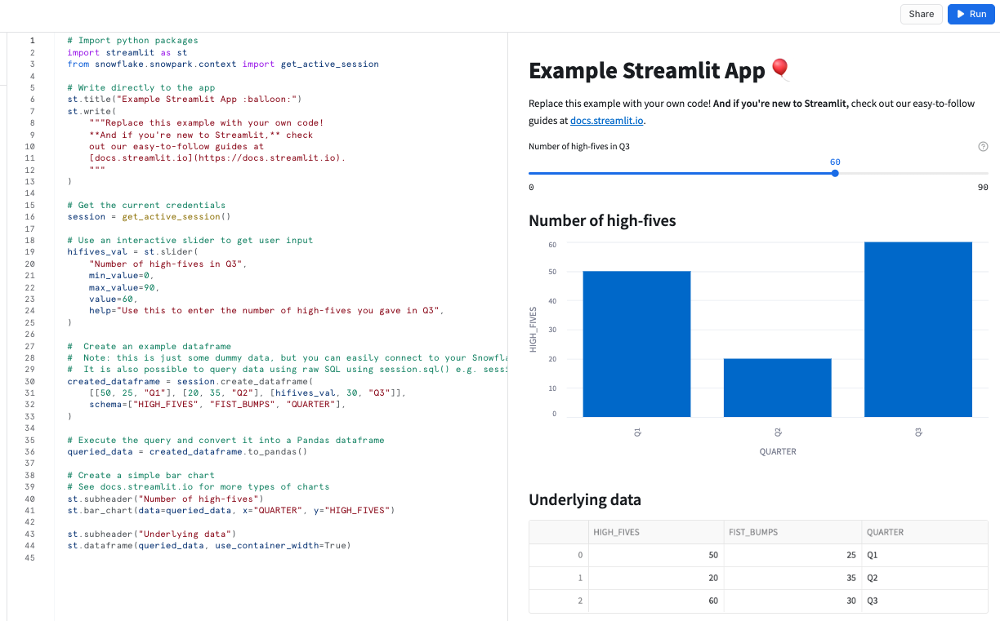 Share
Run
1 # Import python packages
2 import streamlit as st
3 from snowflake.snowpark.context import get_active_session
4
5 # Write directly to the app
6 st.title("Example Streamlit App :balloon:")
7 st.write(
8     """Replace this example with your own code!
9     **And if you're new to Streamlit,** check
10     out our easy-to-follow guides at
11     [docs.streamlit.io](https://docs.streamlit.io).
12     """
13 )
14
15 # Get the current credentials
16 session = get_active_session()
17
18 # Use an interactive slider to get user input
19 hifives_val = st.slider(
20     "Number of high-fives in Q3",
21     min_value=0,
22     max_value=90,
23     value=60,
24     help="Use this to enter the number of high-fives you gave in Q3",
25 )
26
27 #  Create an example dataframe
28 #  Note: this is just some dummy data, but you can easily connect to your Snowfla
29 #  It is also possible to query data using raw SQL using session.sql() e.g. sessi
30 created_dataframe = session.create_dataframe(
31     [[50, 25, "Q1"], [20, 35, "Q2"], [hifives_val, 30, "Q3"]],
32     schema=["HIGH_FIVES", "FIST_BUMPS", "QUARTER"],
33 )
34
35 # Execute the query and convert it into a Pandas dataframe
36 queried_data = created_dataframe.to_pandas()
37
38 # Create a simple bar chart
39 # See docs.streamlit.io for more types of charts
40 st.subheader("Number of high-fives")
41 st.bar_chart(data=queried_data, x="QUARTER", y="HIGH_FIVES")
42
43 st.subheader("Underlying data")
44 st.dataframe(queried_data, use_container_width=True)
45
Example Streamlit App 🎈
Replace this example with your own code! And if you're new to Streamlit, check out our easy-to-follow
guides at docs.streamlit.io.
Number of high-fives in Q3 ?
60
0 90
Number of high-fives
60
50
40
30
20
10
0
HIGH_FIVES
Q1 Q2 Q3
QUARTER
Underlying data
HIGH_FIVES FIST_BUMPS QUARTER
0 50 25 Q1
1 20 35 Q2
2 60 30 Q3